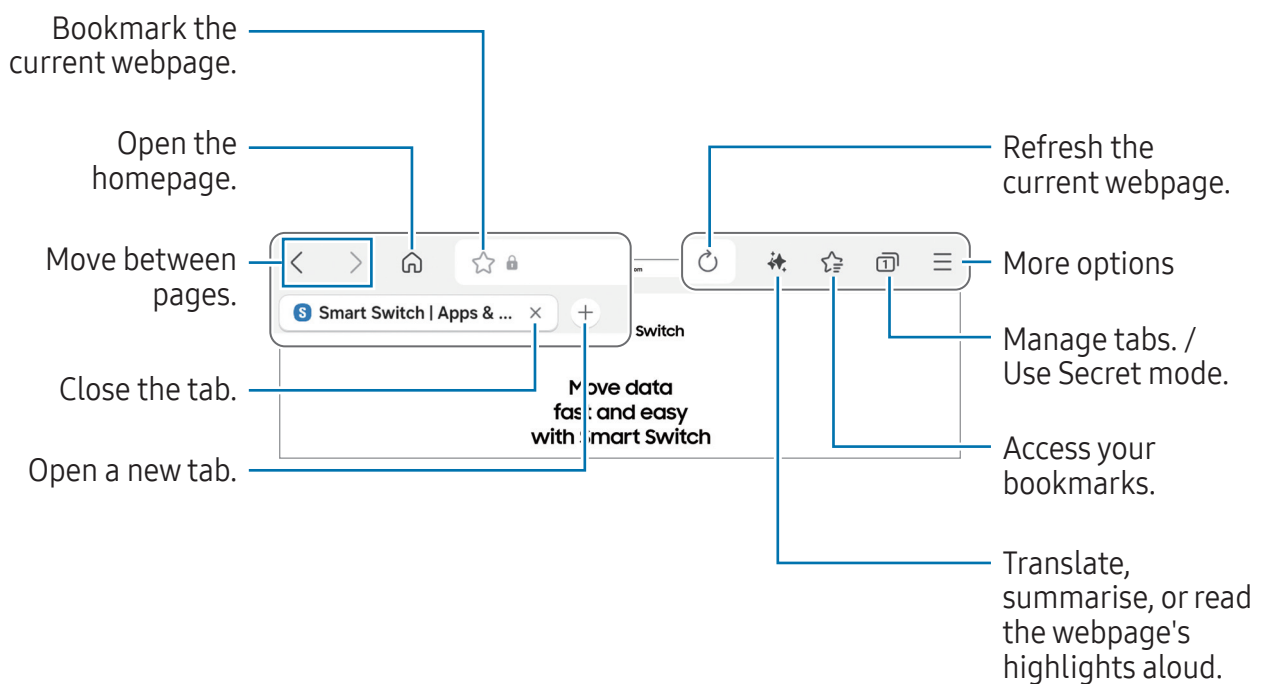 Bookmark the
current webpage.
Open the
homepage.
Move between
pages.
Close the tab.
Open a new tab.
S Smart Switch | Apps & ...
om
Switch
Move data
fast and easy
with Smart Switch
1
Refresh the
current webpage.
More options
Manage tabs. /
Use Secret mode.
Access your
bookmarks.
Translate,
summarise, or read
the webpage's
highlights aloud.